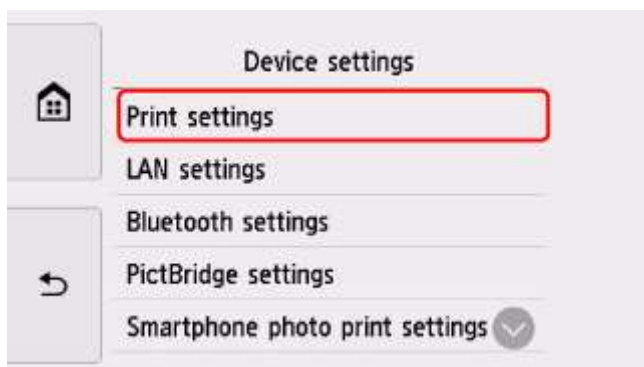 Device settings
Print settings
LAN settings
Bluetooth settings
PictBridge settings
Smartphone photo print settings